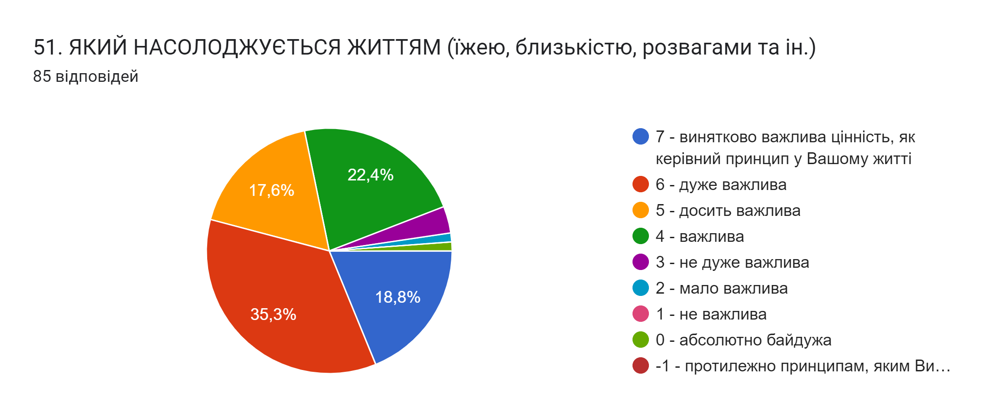 51. ЯКИЙ НАСОЛОДЖУЄТЬСЯ ЖИТТЯМ (їжею, близькістю, розвагами та ін.)
85 відповідей
22,4%
17,6%
18,8%
35,3%
7 - винятково важлива цінність, як
керівний принцип у Вашому житті
6 - дуже важлива
5 - досить важлива
4 - важлива
3 - не дуже важлива
2 - мало важлива
1 - не важлива
0 - абсолютно байдужа
-1 - протилежно принципам, яким Ви…